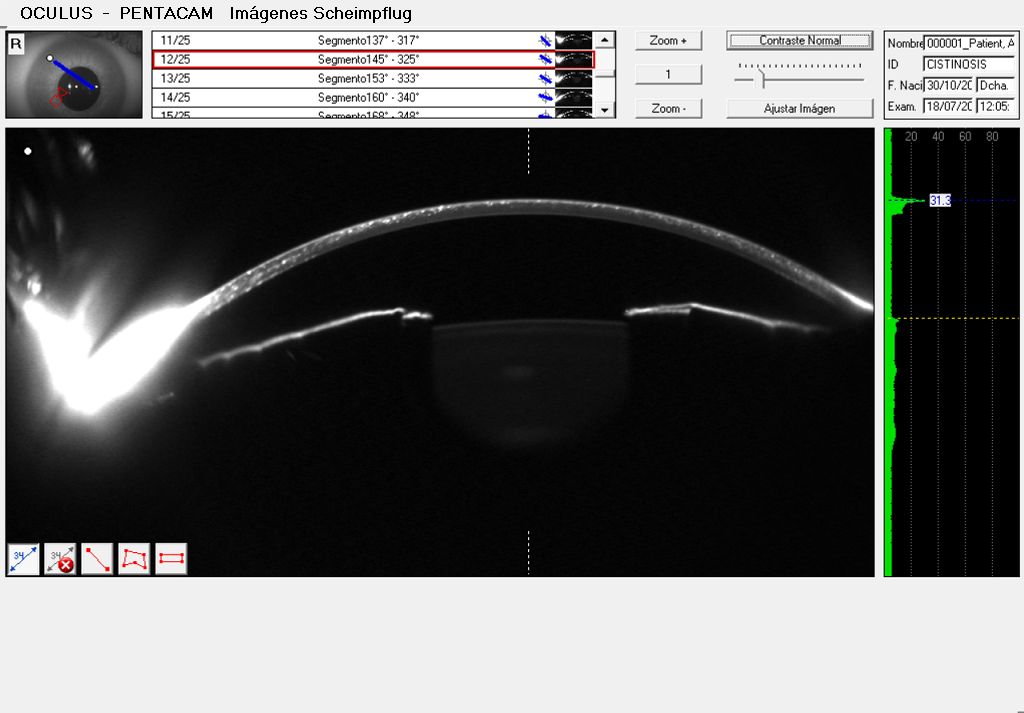 OCULUS - PENTACAM Imágenes Scheimpflug
R
11/25 Segmento137° - 317°
12/25 Segmento145° - 325°
13/25 Segmento153° - 333°
14/25 Segmento160° - 340°
15/25 Segmento168° - 348°
Zoom +
1
Zoom -
Contraste Normal
Ajustar Imágen
Nombre 000001_Patient, A
ID CISTINOSIS
F. Naci 30/10/20 Dcha.
Exam. 18/07/20 12:05:
20 40 60 80
31.3
34
34